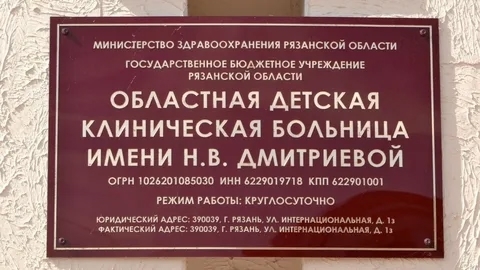 МИНИСТЕРСТВО ЗДРАВООХРАНЕНИЯ РЯЗАНСКОЙ ОБЛАСТИ
ГОСУДАРСТВЕННОЕ БЮДЖЕТНОЕ УЧРЕЖДЕНИЕ
РЯЗАНСКОЙ ОБЛАСТИ
ОБЛАСТНАЯ ДЕТСКАЯ
КЛИНИЧЕСКАЯ БОЛЬНИЦА
ИМЕНИ Н.В. ДМИТРИЕВОЙ
ОГРН 1026201085030 ИНН 6229019718 КПП 622901001
РЕЖИМ РАБОТЫ: КРУГЛОСУТОЧНО
ЮРИДИЧЕСКИЙ АДРЕС: 390039, Г. РЯЗАНЬ, УЛ. ИНТЕРНАЦИОНАЛЬНАЯ, Д. 1з
ФАКТИЧЕСКИЙ АДРЕС: 390039, Г. РЯЗАНЬ, УЛ. ИНТЕРНАЦИОНАЛЬНАЯ, Д. 1з